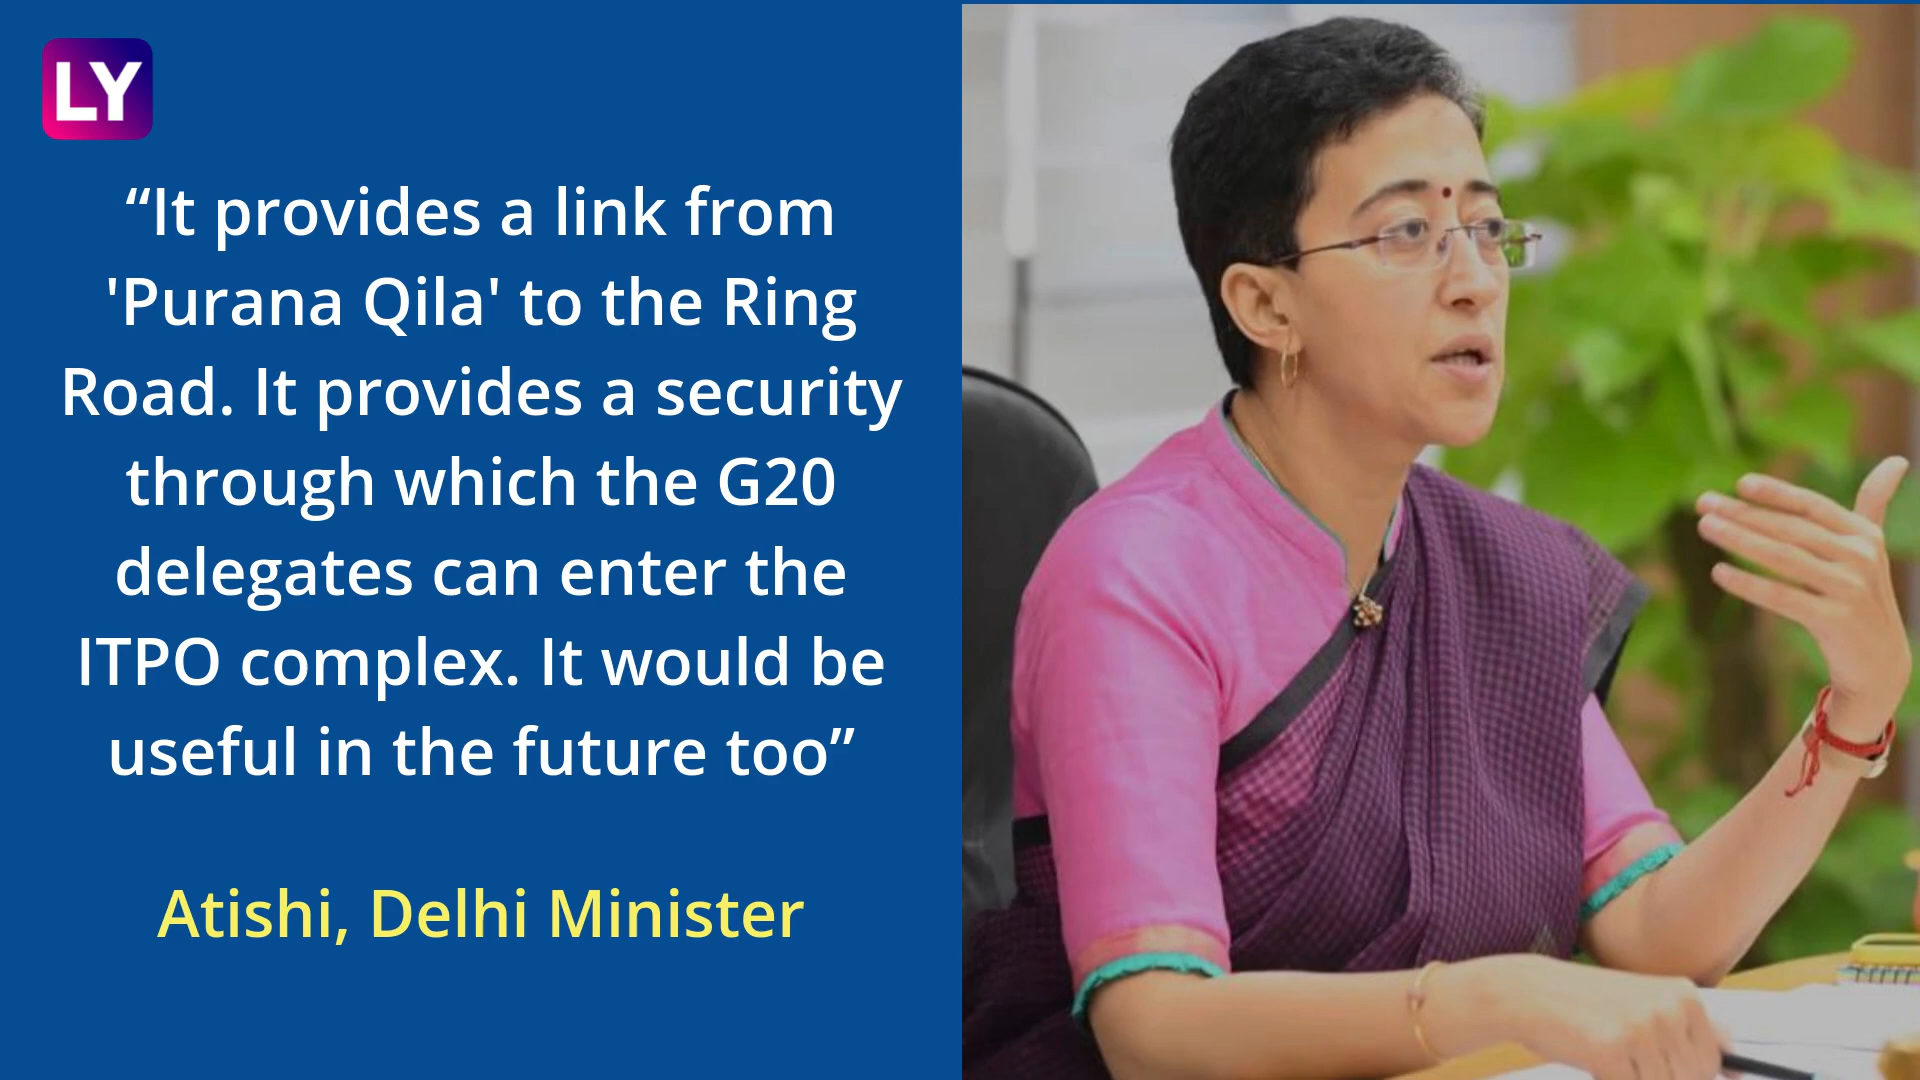 LY
“It provides a link from
'Purana Qila' to the Ring
Road. It provides a security
through which the G20
delegates can enter the
ITPO complex. It would be
useful in the future too”
Atishi, Delhi Minister